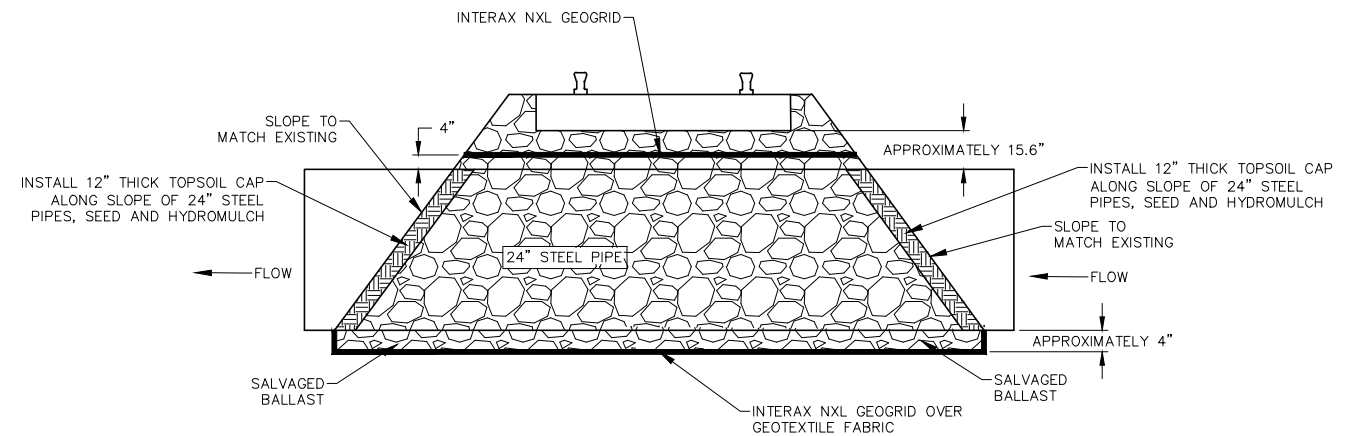 INTERAX NXL GEOGRID
SLOPE TO
MATCH EXISTING
4"
APPROXIMATELY 15.6"
INSTALL 12" THICK TOPSOIL CAP
ALONG SLOPE OF 24" STEEL
PIPES, SEED AND HYDROMULCH
INSTALL 12" THICK TOPSOIL CAP
ALONG SLOPE OF 24" STEEL
PIPES, SEED AND HYDROMULCH
SLOPE TO
MATCH EXISTING
24" STEEL PIPE
FLOW
FLOW
APPROXIMATELY 4"
SALVAGED
BALLAST
SALVAGED
BALLAST
INTERAX NXL GEOGRID OVER
GEOTEXTILE FABRIC